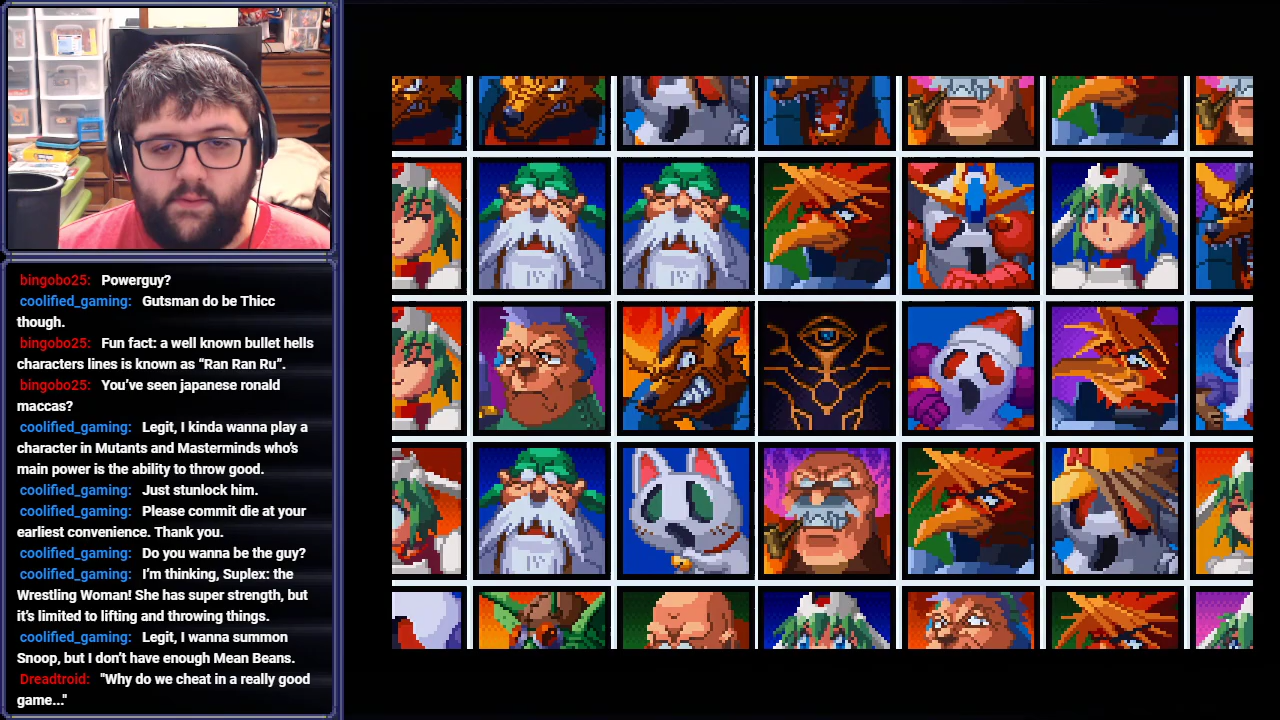 bingobo25: Powerguy?
coolified_gaming: Gutsman do be Thicc
though.
bingobo25: Fun fact: a well known bullet hells
characters lines is known as “Ran Ran Ru”.
bingobo25: You’ve seen japanese ronald
maccas?
coolified_gaming: Legit, I kinda wanna play a
character in Mutants and Masterminds who’s
main power is the ability to throw good.
coolified_gaming: Just stunlock him.
coolified_gaming: Please commit die at your
earliest convenience. Thank you.
coolified_gaming: Do you wanna be the guy?
coolified_gaming: I’m thinking, Suplex: the
Wrestling Woman! She has super strength, but
it’s limited to lifting and throwing things.
coolified_gaming: Legit, I wanna summon
Snoop, but I don’t have enough Mean Beans.
Dreadtroid: "Why do we cheat in a really good
game..."